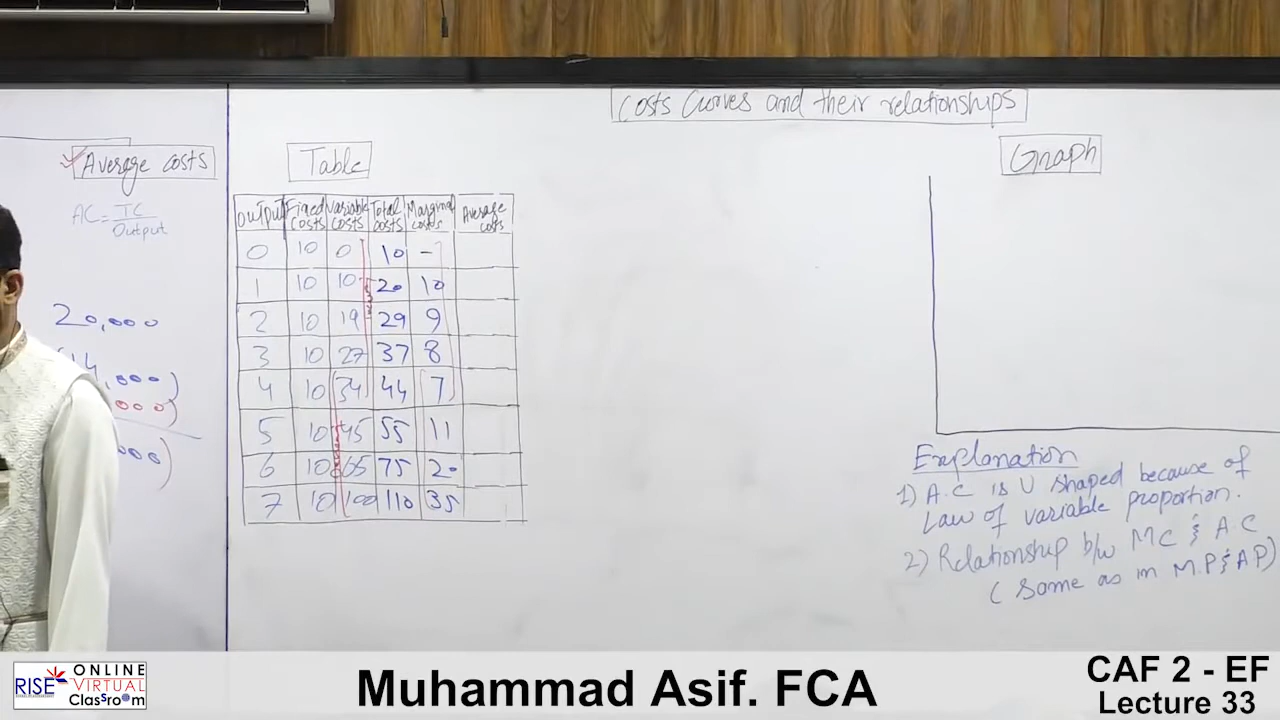 Costs Curves and their relationships
Average costs
AC = TC
Output
20,000
Table
Output Fixed Costs Variable Costs Total costs Marginal costs Average costs
0 10 0 10 -
1 10 10 20 10
2 10 19 29 9
3 10 27 37 8
4 10 34 44 7
5 10 45 55 11
6 10 65 75 20
7 10 100 110 35
Graph
Explanation
1) A.C is U shaped because of
Law of variable proportion.
2) Relationship b/w MC & A.C
( Same as in M.P & A P)
RISE ONLINE
VIRTUAL
Classroom
Muhammad Asif. FCA
CAF 2 - EF
Lecture 33